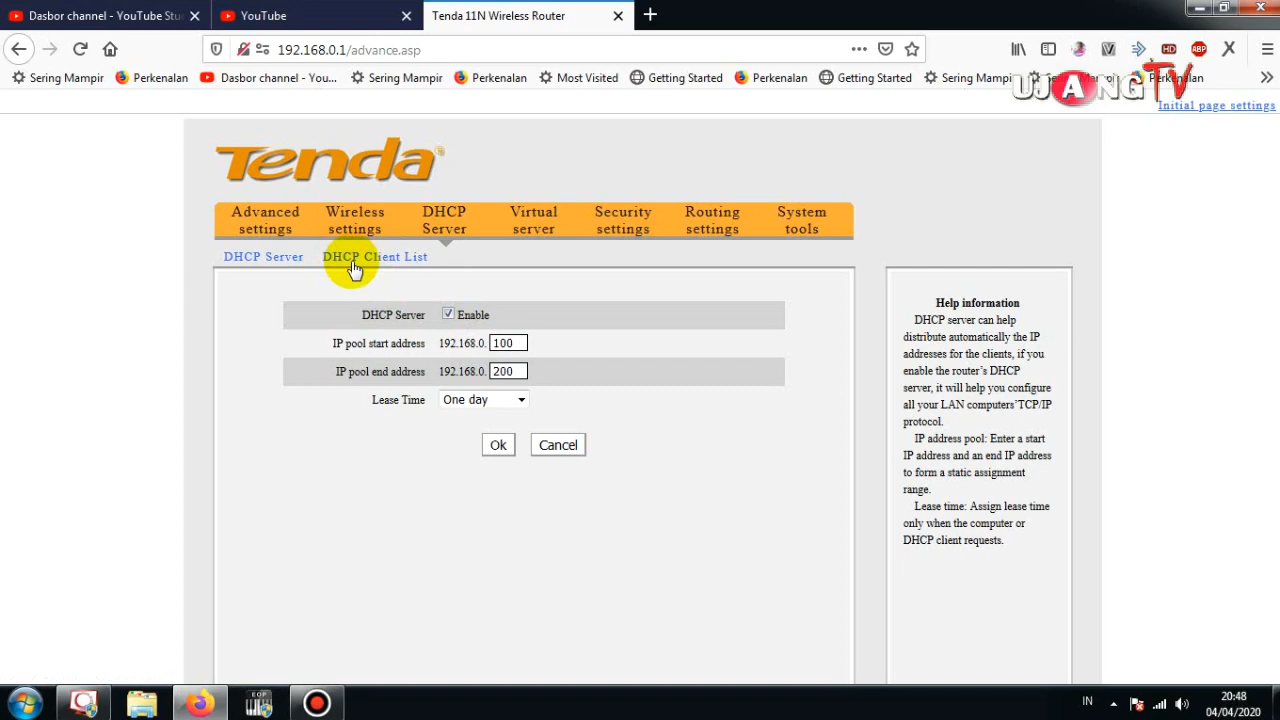 Dasbor channel - YouTube Stu
YouTube
Tenda 11N Wireless Router
192.168.0.1/advance.asp
Sering Mampir
Perkenalan
Dasbor channel - You...
Sering Mampir
Perkenalan
Most Visited
Getting Started
Perkenalan
Getting Started
Sering Mampi
UJANGTV
Initial page settings
Tenda
Advanced settings
Wireless settings
DHCP Server
Virtual server
Security settings
Routing settings
System tools
DHCP Server
DHCP Client List
DHCP Server Enable
IP pool start address 192.168.0. 100
IP pool end address 192.168.0. 200
Lease Time One day
Ok
Cancel
Help information
DHCP server can help
distribute automatically the IP
addresses for the clients, if you
enable the router's DHCP
server, it will help you configure
all your LAN computers'TCP/IP
protocol.
IP address pool: Enter a start
IP address and an end IP address
to form a static assignment
range.
Lease time: Assign lease time
only when the computer or
DHCP client requests.
EOP
IN
20:48
04/04/2020